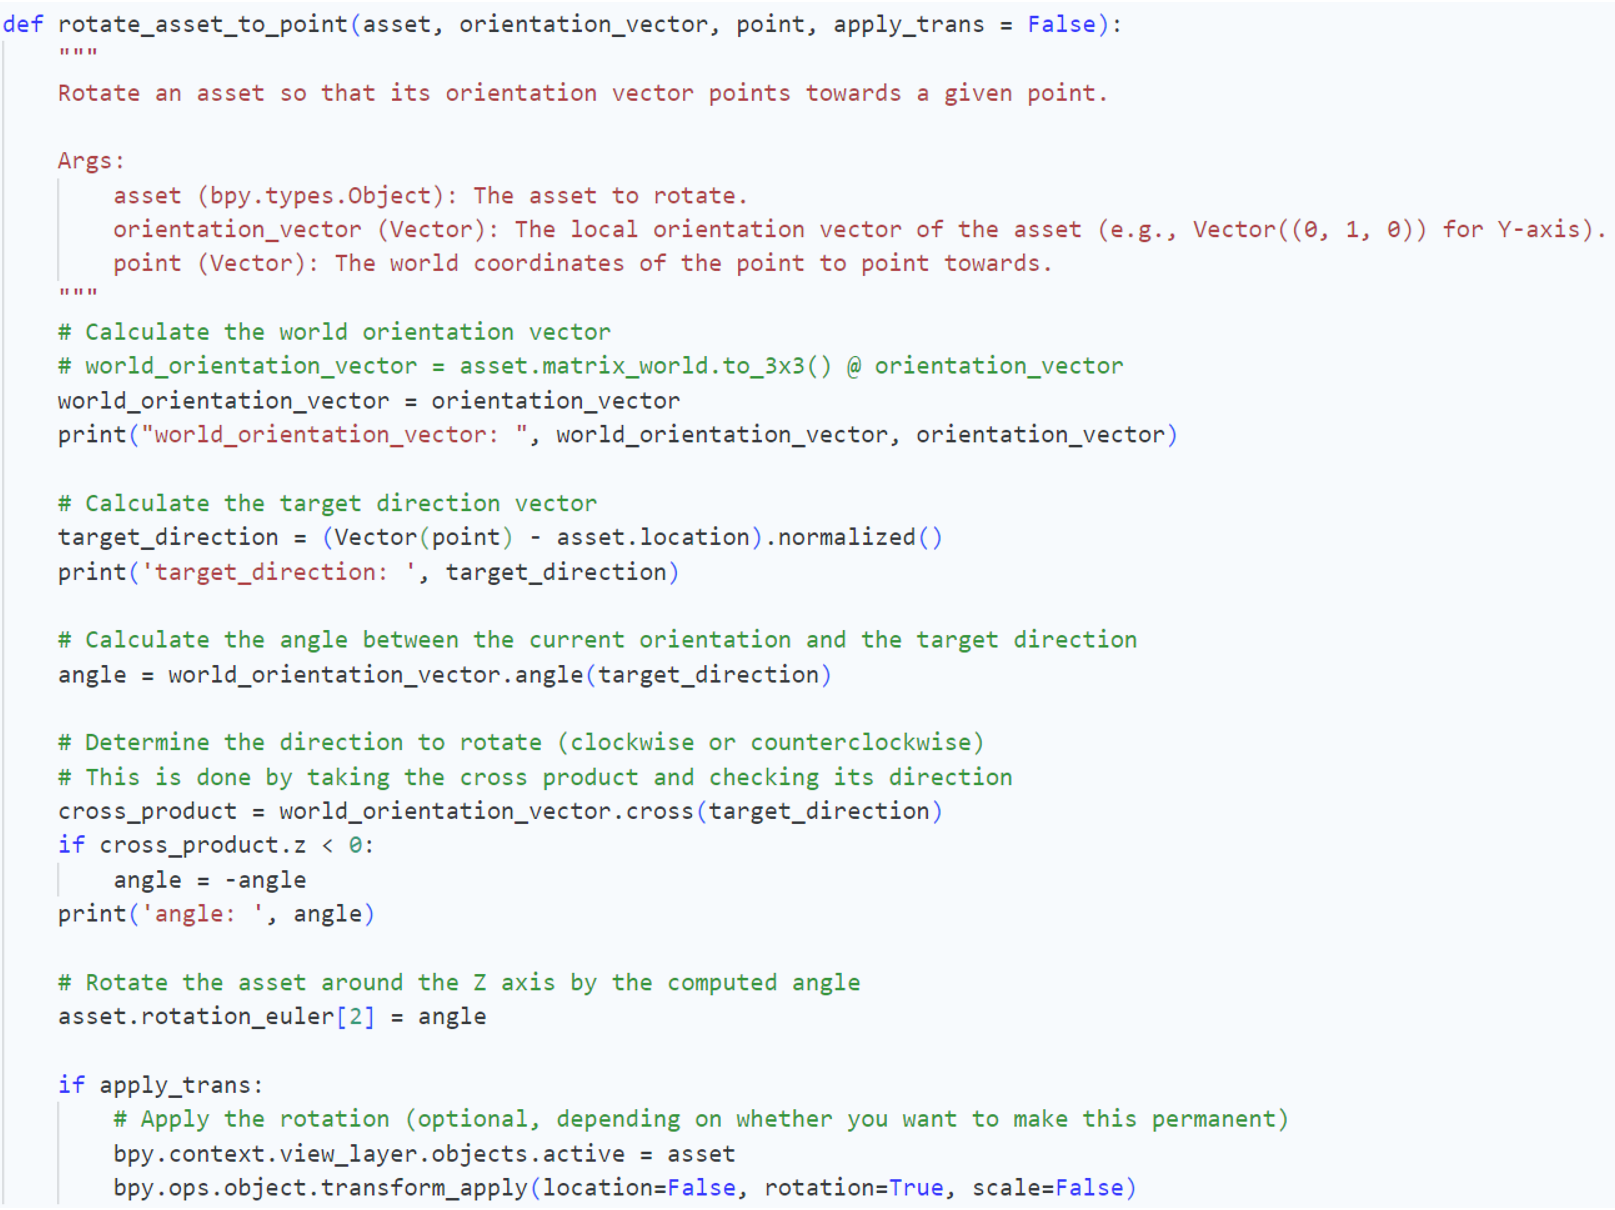 def rotate_asset_to_point(asset, orientation_vector, point, apply_trans = False):
"""
Rotate an asset so that its orientation vector points towards a given point.
Args:
asset (bpy.types.Object): The asset to rotate.
orientation_vector (Vector): The local orientation vector of the asset (e.g., Vector((0, 1, 0)) for Y-axis).
point (Vector): The world coordinates of the point to point towards.
"""
# Calculate the world orientation vector
# world_orientation_vector = asset.matrix_world.to_3x3() @ orientation_vector
world_orientation_vector = orientation_vector
print("world_orientation_vector: ", world_orientation_vector, orientation_vector)
# Calculate the target direction vector
target_direction = (Vector(point) - asset.location).normalized()
print('target_direction: ', target_direction)
# Calculate the angle between the current orientation and the target direction
angle = world_orientation_vector.angle(target_direction)
# Determine the direction to rotate (clockwise or counterclockwise)
# This is done by taking the cross product and checking its direction
cross_product = world_orientation_vector.cross(target_direction)
if cross_product.z < 0:
angle = -angle
print('angle: ', angle)
# Rotate the asset around the Z axis by the computed angle
asset.rotation_euler[2] = angle
if apply_trans:
# Apply the rotation (optional, depending on whether you want to make this permanent)
bpy.context.view_layer.objects.active = asset
bpy.ops.object.transform_apply(location=False, rotation=True, scale=False)